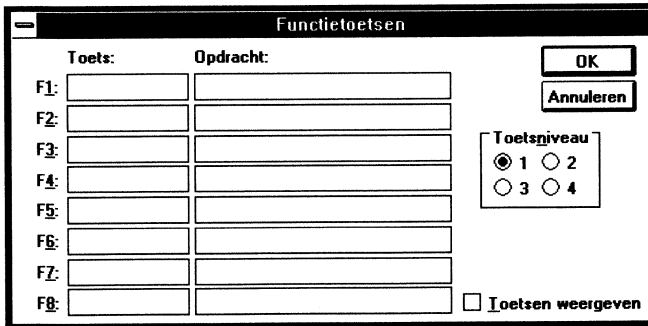 Functietoetsen
Toets: Opdracht:
OK
Annuleren
F1:
F2:
F3:
F4:
F5:
F6:
F7:
F8:
Toetsniveau
1 2
3 4
Toetsen weergeven